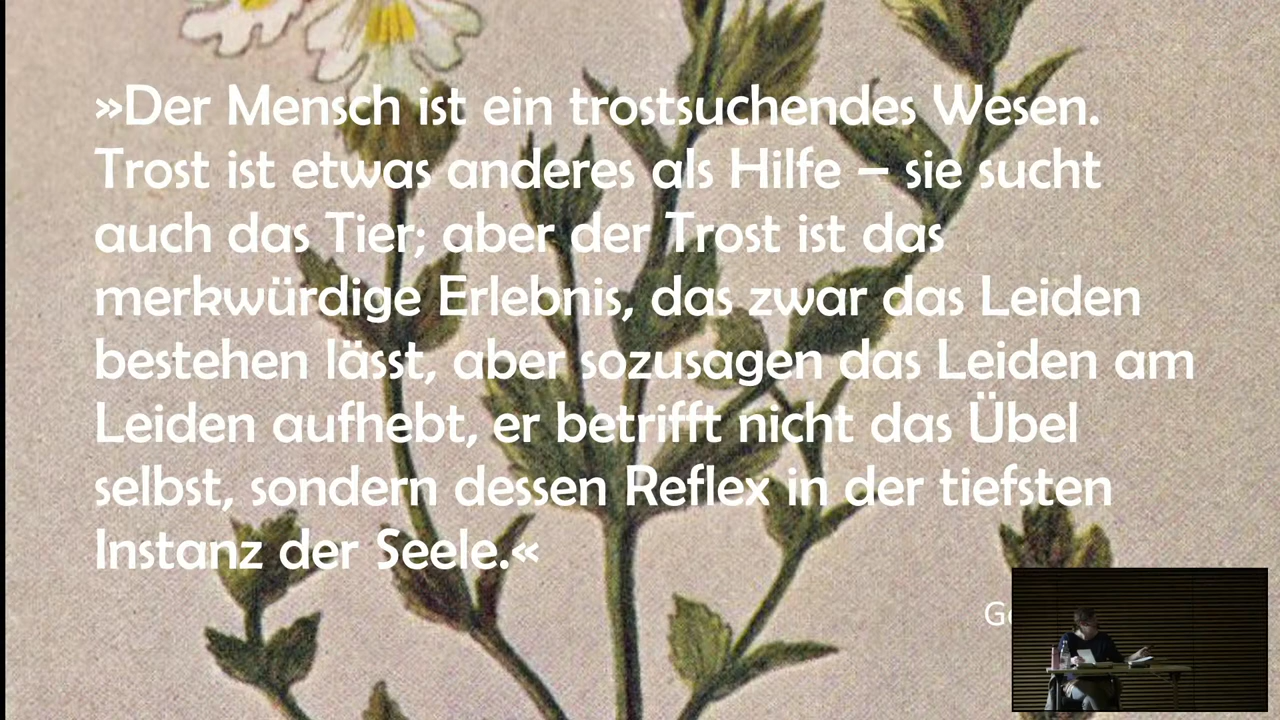 »Der Mensch ist ein trostsuchendes Wesen.
Trost ist etwas anderes als Hilfe – sie sucht
auch das Tier; aber der Trost ist das
merkwürdige Erlebnis, das zwar das Leiden
bestehen lässt, aber sozusagen das Leiden am
Leiden aufhebt, er betrifft nicht das Übel
selbst, sondern dessen Reflex in der tiefsten
Instanz der Seele.«